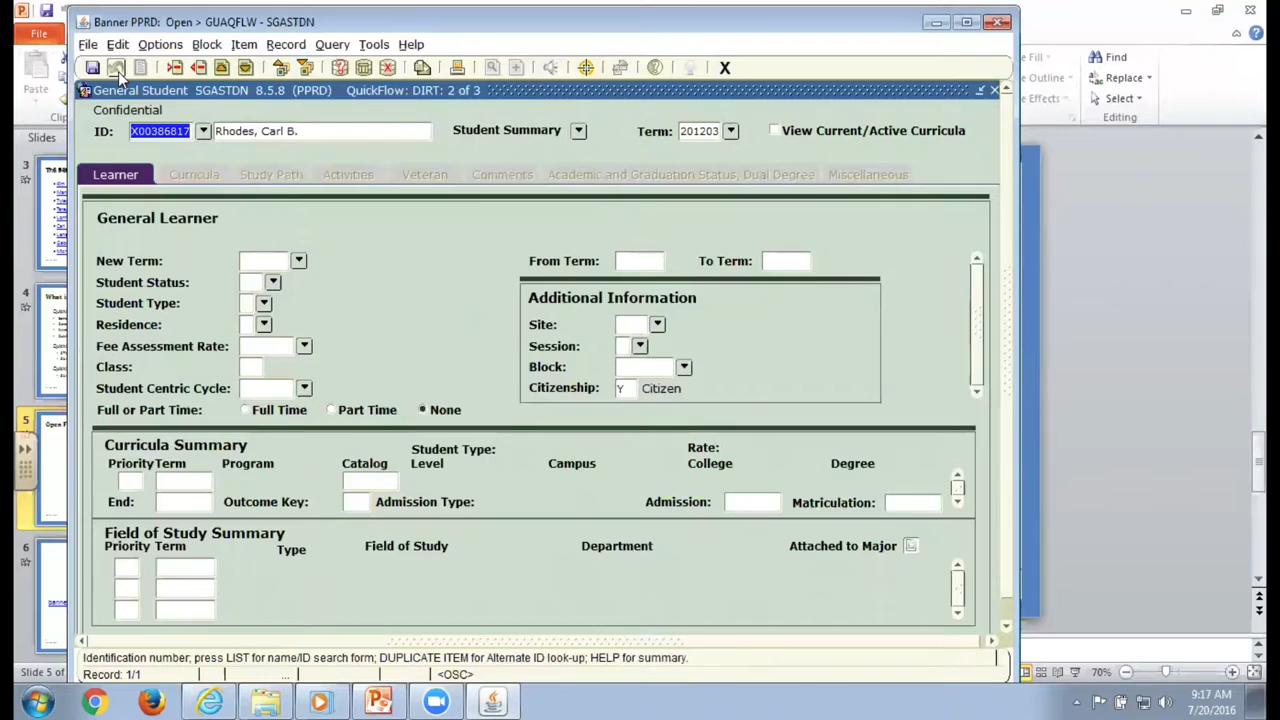 Banner PPRD: Open > GUAQFLW - SGASTDN
File
File Edit Options Block Item Record Query Tools Help
Paste
Find
Replace
Select
Editing
General Student SGASTDN 8.5.8 (PPRD) QuickFlow: DIRT: 2 of 3
Confidential
ID: X00386817 Rhodes, Carl B. Student Summary Term: 201203 View Current/Active Curricula
Slides
Learner Curricula Study Path Activities Veteran Comments Academic and Graduation Status, Dual Degree Miscellaneous
3
General Learner
New Term: From Term: To Term:
Student Status:
Student Type: Additional Information
Residence: Site:
Fee Assessment Rate: Session:
Class: Block:
Student Centric Cycle: Citizenship: Y Citizen
Full or Part Time: Full Time Part Time None
4
What is
5
Open F
Curricula Summary Student Type: Rate:
Priority Term Program Catalog Level Campus College Degree
End: Outcome Key: Admission Type: Admission: Matriculation:
Field of Study Summary
Priority Term Type Field of Study Department Attached to Major
6
Identification number; press LIST for name/ID search form; DUPLICATE ITEM for Alternate ID look-up; HELP for summary.
Record: 1/1 ... <OSC>
Slide 5 of
70%
9:17 AM
7/20/2016